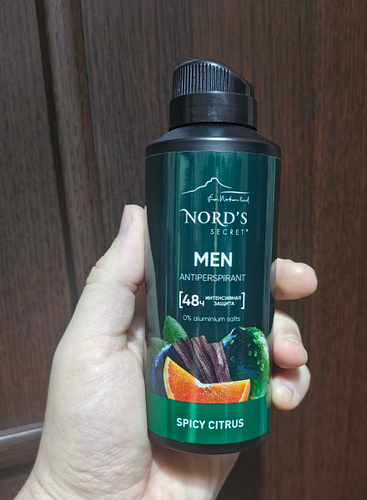 From Northern land
NORD'S
SECRET®
MEN
ANTIPERSPIRANT
48ч ИНТЕНСИВНАЯ
ЗАЩИТА
0% aluminium salts
SPICY CITRUS